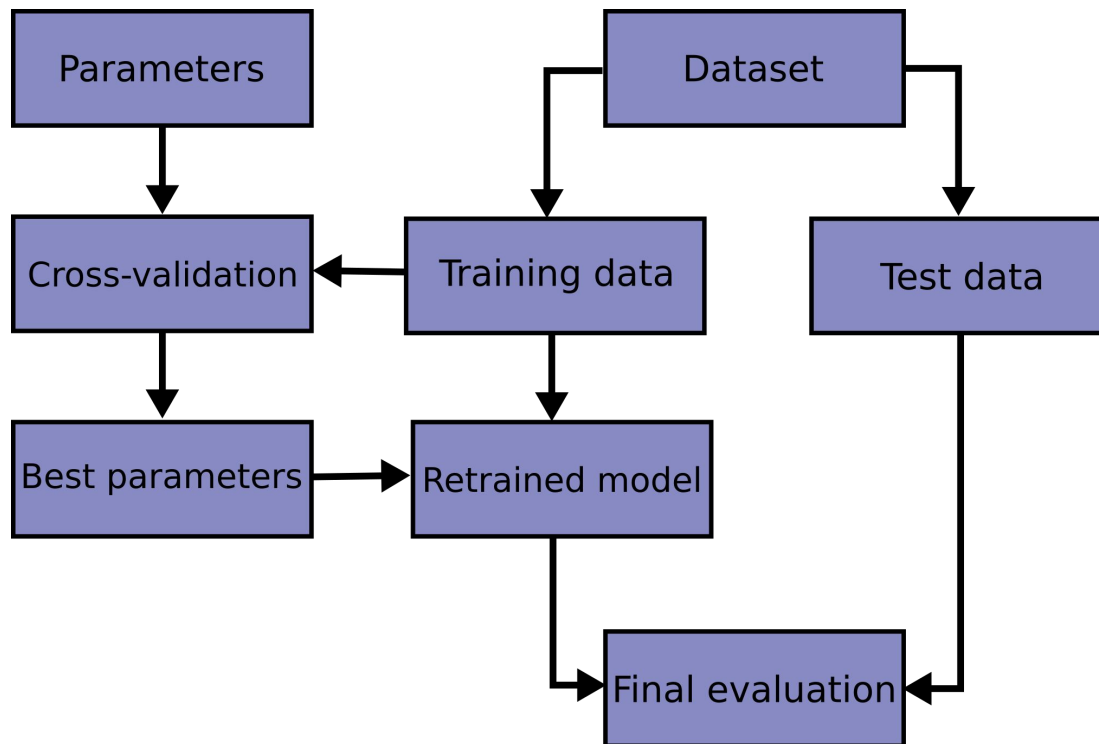 Parameters
Dataset
Cross-validation
Training data
Test data
Best parameters
Retrained model
Final evaluation